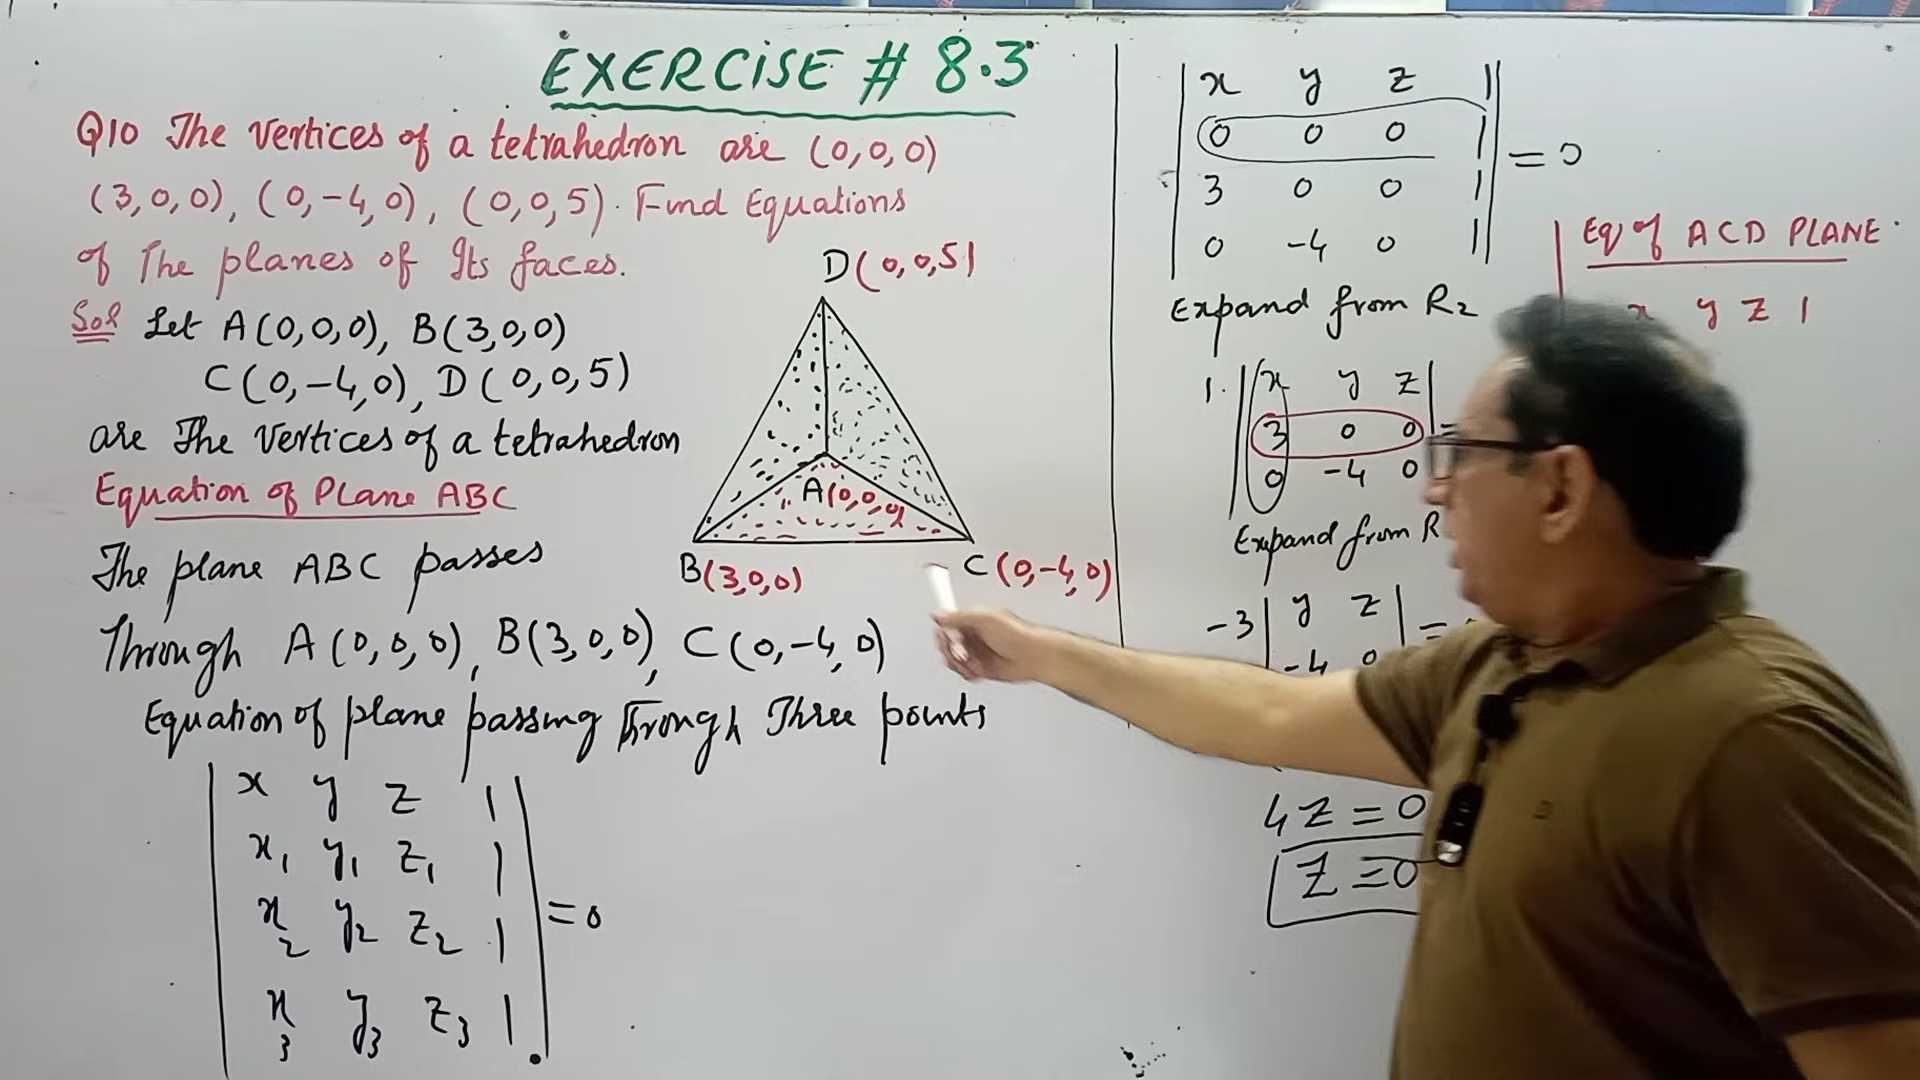 EXERCISE # 8.3
Q10 The vertices of a tetrahedron are (0,0,0)
(3,0,0), (0,-4,0), (0,0,5). Find Equations
of The planes of Its faces.
Sol Let A(0,0,0), B(3,0,0)
C(0,-4,0), D(0,0,5)
are The vertices of a tetrahedron
Equation of Plane ABC
The plane ABC passes
Through A(0,0,0), B(3,0,0), C(0,-4,0)
Equation of plane passing Through Three points
x y z 1
x1 y1 z1 1
x2 y2 z2 1 = 0
x3 y3 z3 1
D(0,0,5)
A(0,0,0)
B(3,0,0)
C(0,-4,0)
x y z 1
0 0 0 1 = 0
3 0 0 1
0 -4 0 1
Expand from R2
1. x y z
3 0 0 =
0 -4 0
Expand from R
-3 y z =
-4 0
4z = 0
z = 0
Eq of ACD PLANE
x y z 1